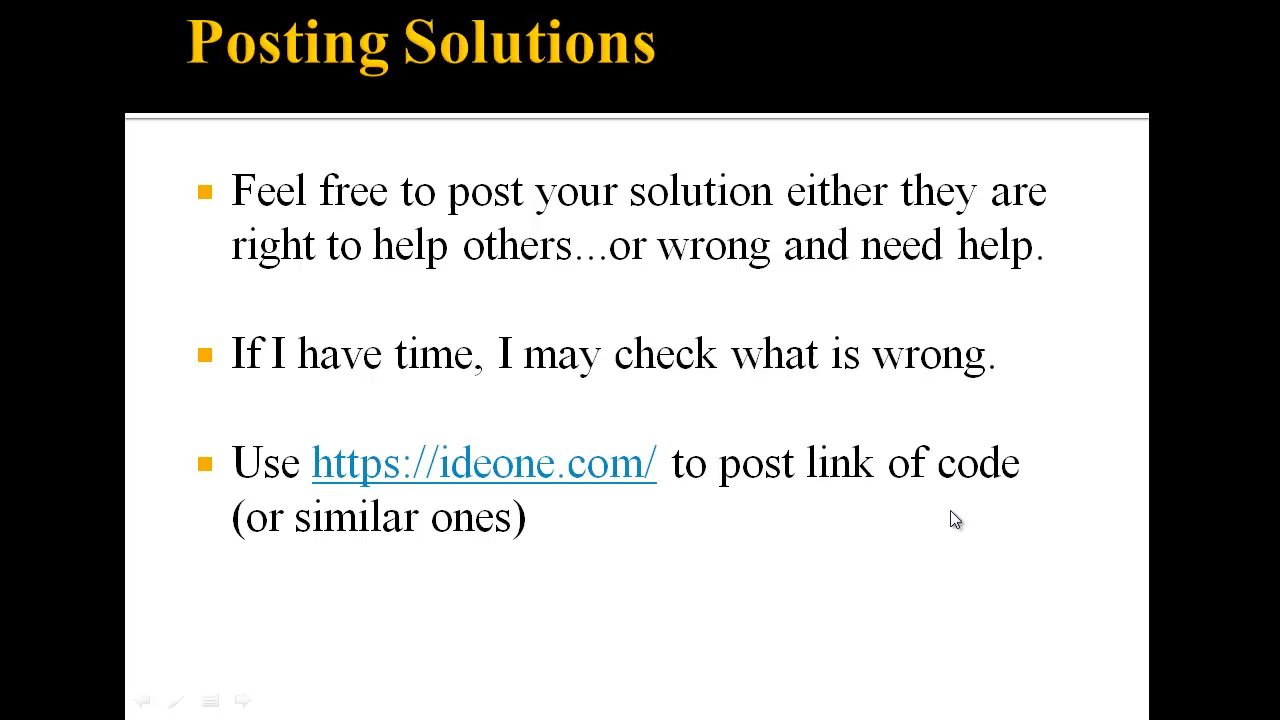 Posting Solutions
Feel free to post your solution either they are
right to help others...or wrong and need help.
If I have time, I may check what is wrong.
Use https://ideone.com/ to post link of code
(or similar ones)